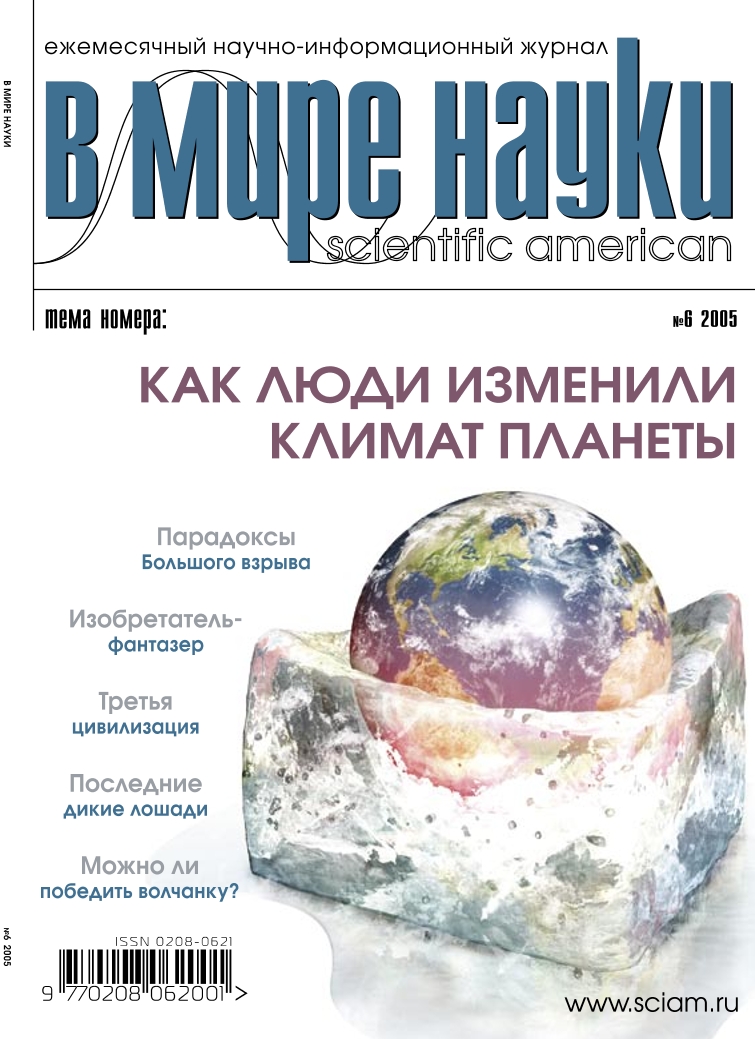 ежемесячный научно-информационный журнал
в мире науки
scientific american
В МИРЕ НАУКИ
тема номера:
№6 2005
КАК ЛЮДИ ИЗМЕНИЛИ
КЛИМАТ ПЛАНЕТЫ
Парадоксы
Большого взрыва
Изобретатель-
фантазер
Третья
цивилизация
Последние
дикие лошади
Можно ли
победить волчанку?
№6 2005
ISSN 0208-0621
9 770208 062001 >
www.sciam.ru